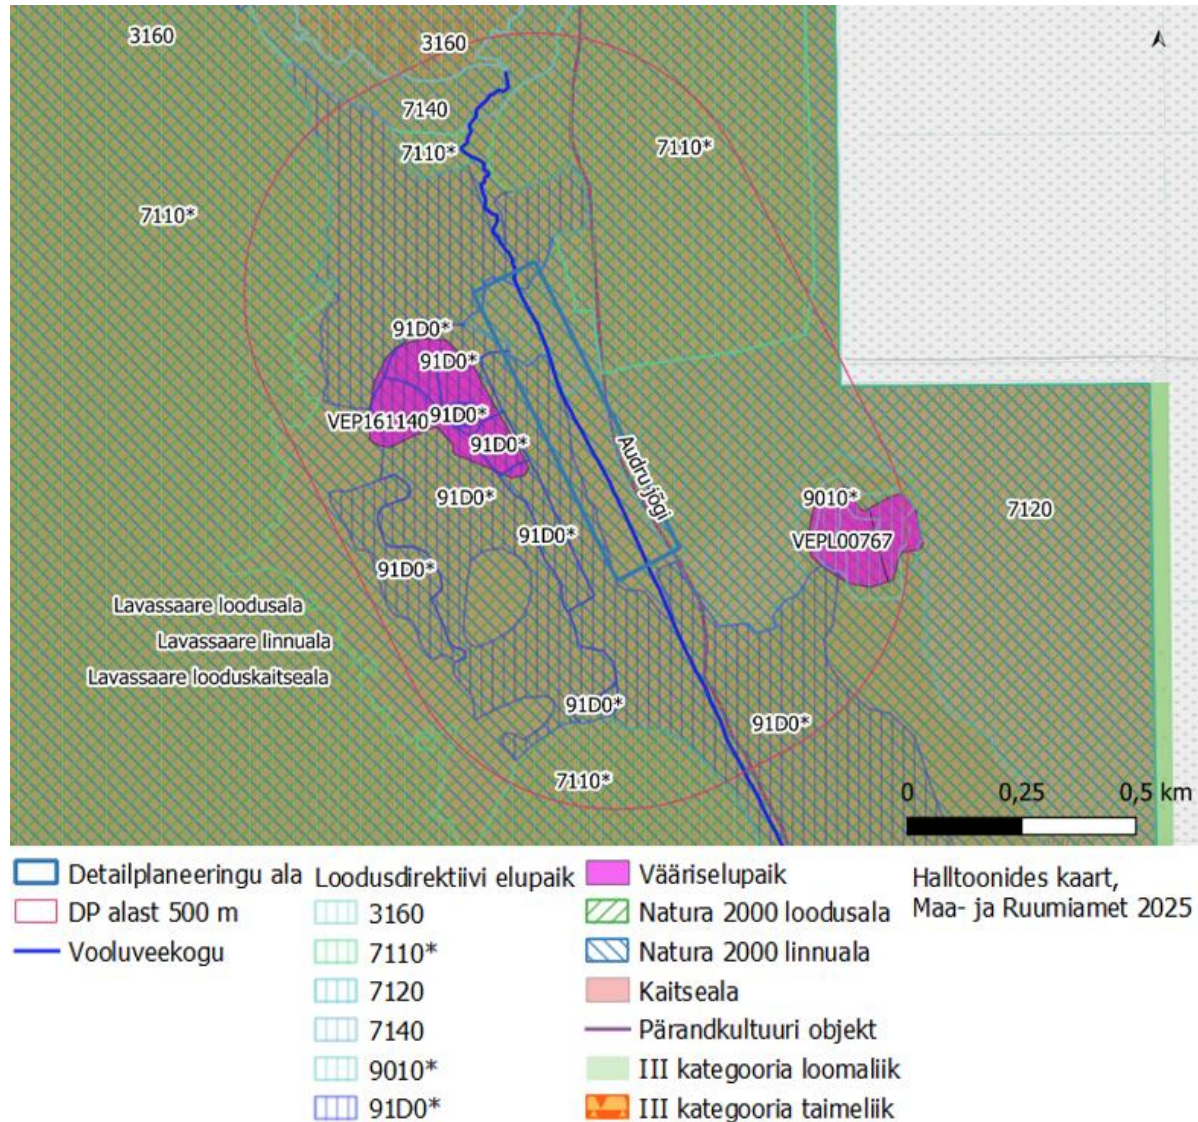 3160
3160
7140
7110*
7110*
7110*
91D0*
91D0*
VEP161140
91D0*
91D0*
Audru jõgi
91D0*
9010*
7120
91D0*
VEPL00767
91D0*
Lavassaare loodusala
Lavassaare linnuala
Lavassaare looduskaitseala
91D0*
91D0*
7110*
0 0,25 0,5 km
Detailplaneeringu ala
DP alast 500 m
Vooluveekogu
Loodusdirektiivi elupaik
3160
7110*
7120
7140
9010*
91D0*
Vääriselupaik
Natura 2000 loodusala
Natura 2000 linnuala
Kaitseala
Pärandkultuuri objekt
III kategooria loomaliik
III kategooria taimeliik
Halltoonides kaart,
Maa- ja Ruumiamet 2025